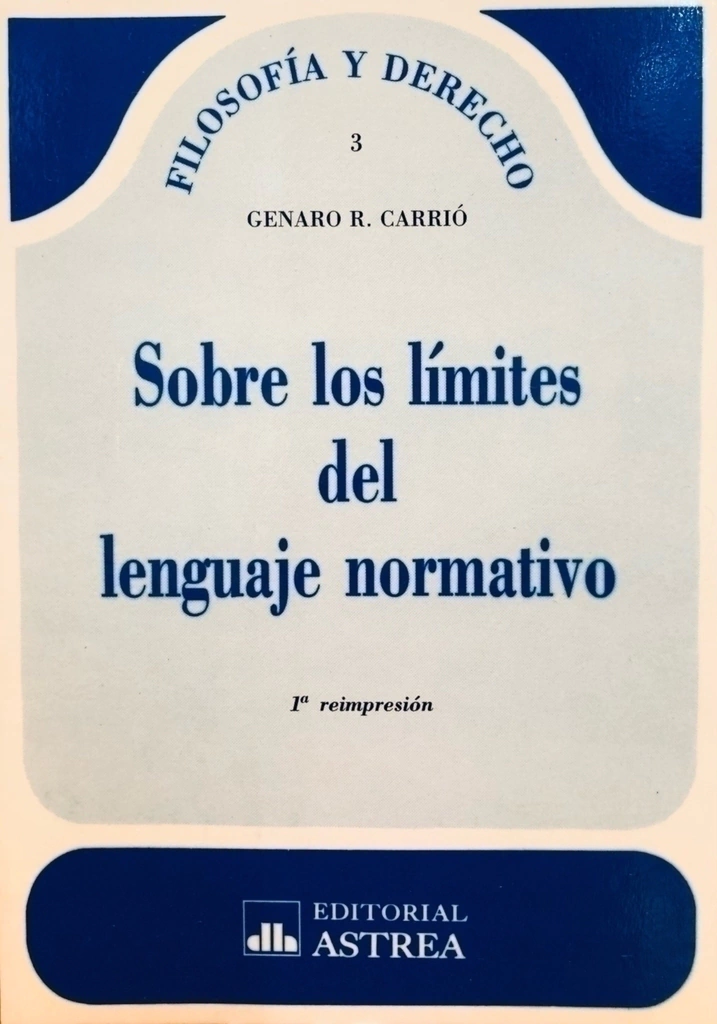 FILOSOFÍA Y DERECHO
3
GENARO R. CARRIÓ
Sobre los límites
del
lenguaje normativo
1ª reimpresión
EDITORIAL
ASTREA